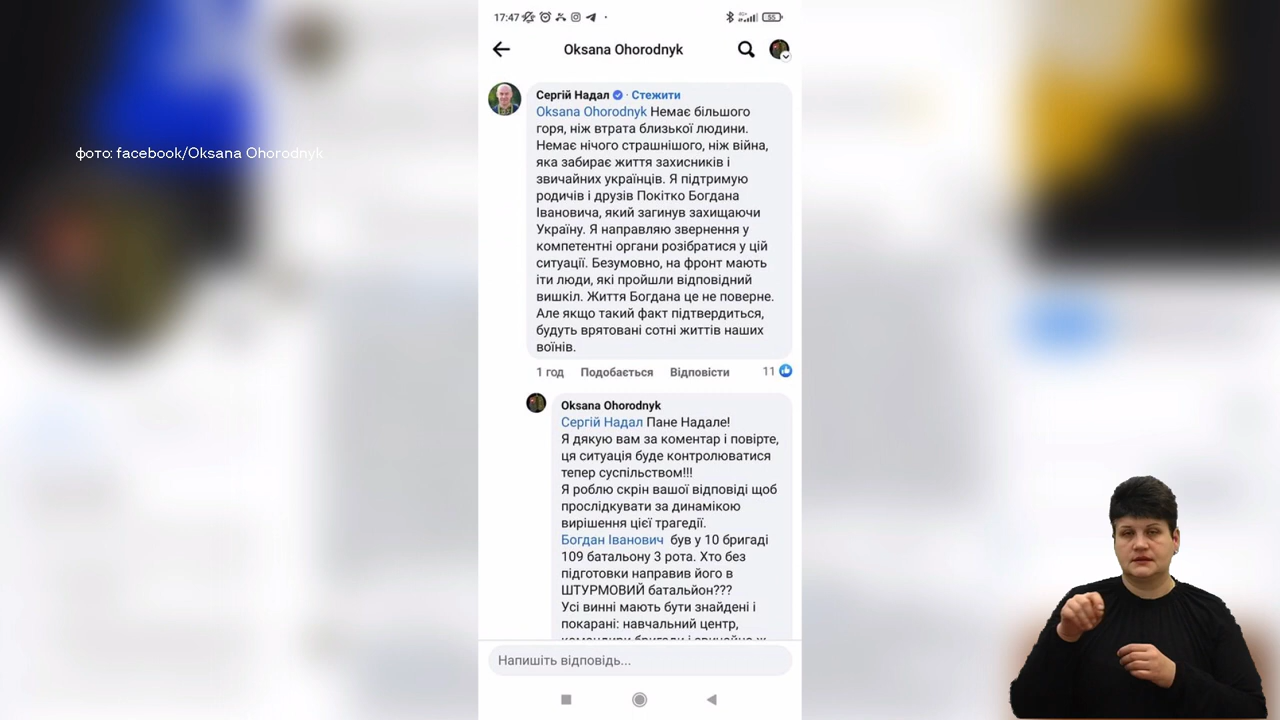 17:47
55
Oksana Ohorodnyk
Сергій Надал · Стежити
Oksana Ohorodnyk Немає більшого
горя, ніж втрата близької людини.
Немає нічого страшнішого, ніж війна,
яка забирає життя захисників і
звичайних українців. Я підтримую
родичів і друзів Покітко Богдана
Івановича, який загинув захищаючи
Україну. Я направляю звернення у
компетентні органи розібратися у цій
ситуації. Безумовно, на фронт мають
іти люди, які пройшли відповідний
вишкіл. Життя Богдана це не поверне.
Але якщо такий факт підтвердиться,
будуть врятовані сотні життів наших
воїнів.
1 год Подобається Відповісти 11
Oksana Ohorodnyk
Сергій Надал Пане Надале!
Я дякую вам за коментар і повірте,
ця ситуація буде контролюватися
тепер суспільством!!!
Я роблю скрін вашої відповіді щоб
прослідкувати за динамікою
вирішення цієї трагедії.
Богдан Іванович був у 10 бригаді
109 батальону 3 рота. Хто без
підготовки направив його в
ШТУРМОВИЙ батальйон???
Усі винні мають бути знайдені і
покарані: навчальний центр,
Напишіть відповідь...
фото: facebook/Oksana Ohorodnyk